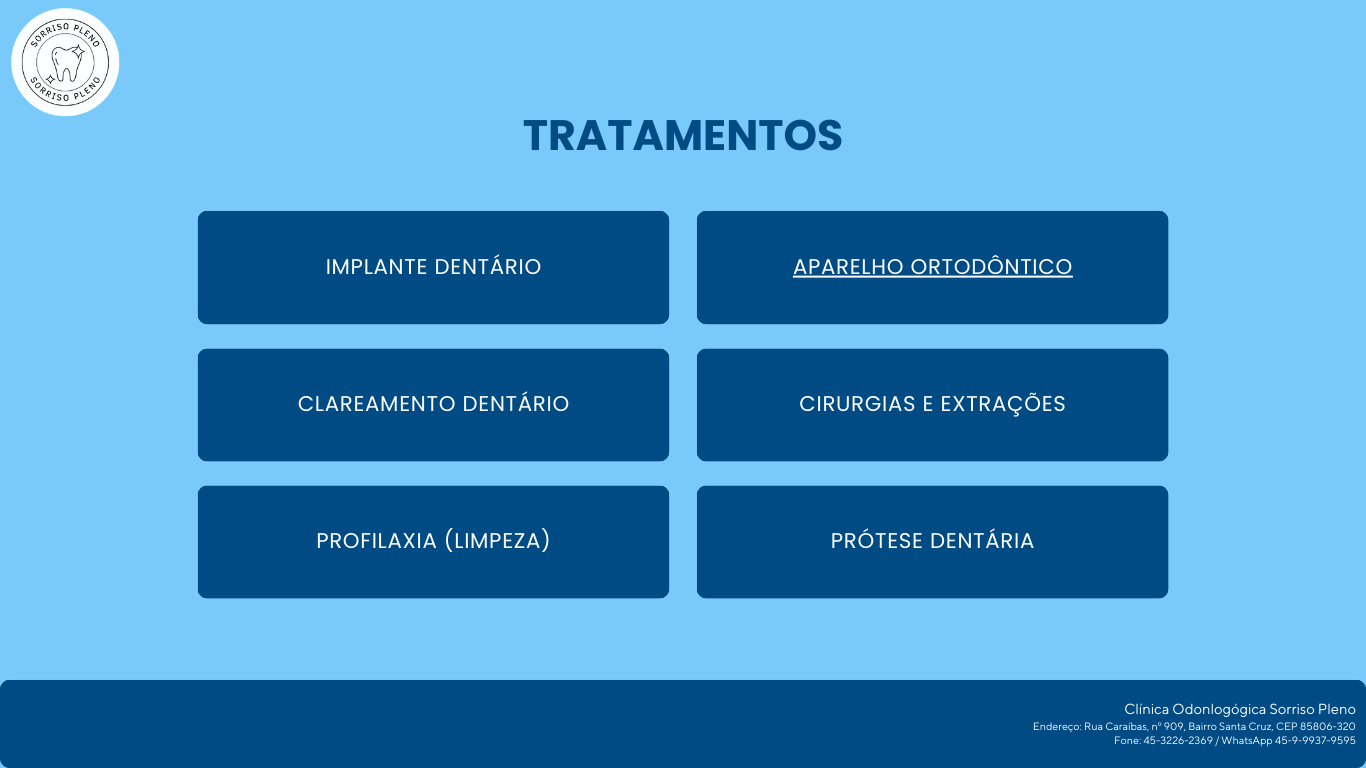 SORRISO PLENO
SORRISO PLENO
TRATAMENTOS
IMPLANTE DENTÁRIO
APARELHO ORTODÔNTICO
CLAREAMENTO DENTÁRIO
CIRURGIAS E EXTRAÇÕES
PROFILAXIA (LIMPEZA)
PRÓTESE DENTÁRIA
Clínica Odonlogógica Sorriso Pleno
Endereço: Rua Caraíbas, nº 909, Bairro Santa Cruz, CEP 85806-320
Fone: 45-3226-2369 / WhatsApp 45-9-9937-9595